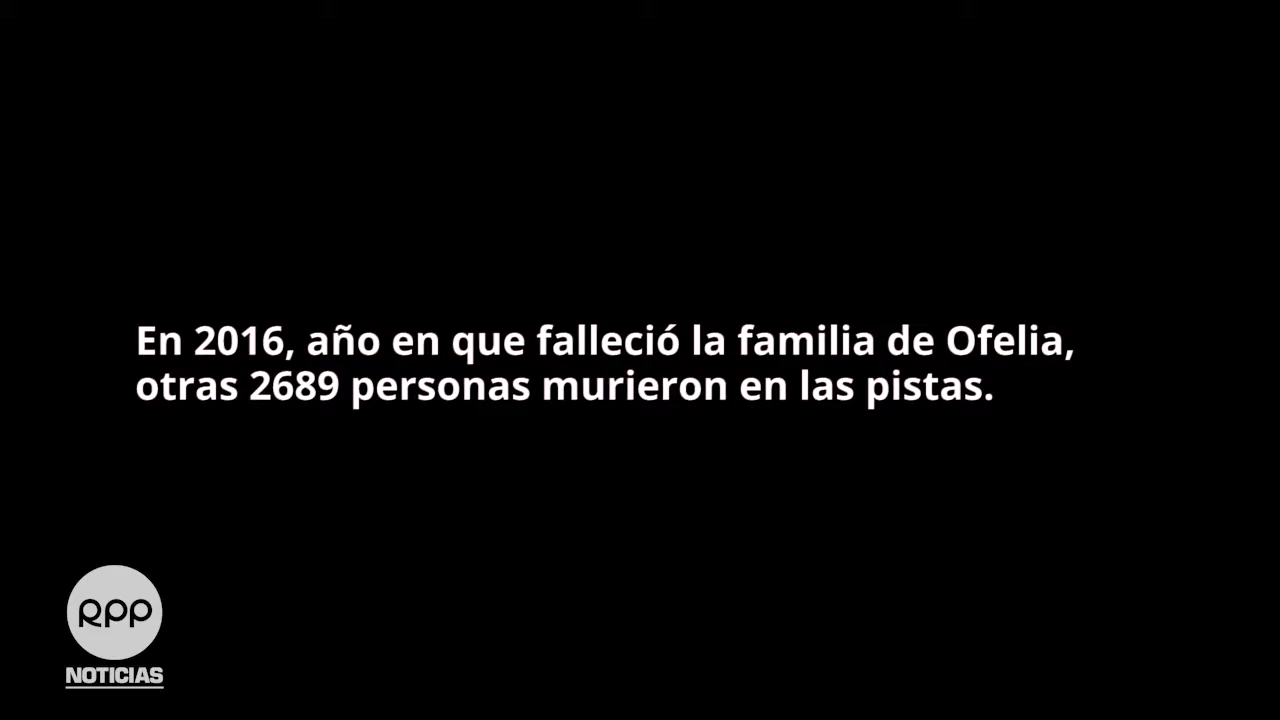 En 2016, año en que falleció la familia de Ofelia,
otras 2689 personas murieron en las pistas.
RPP
NOTICIAS